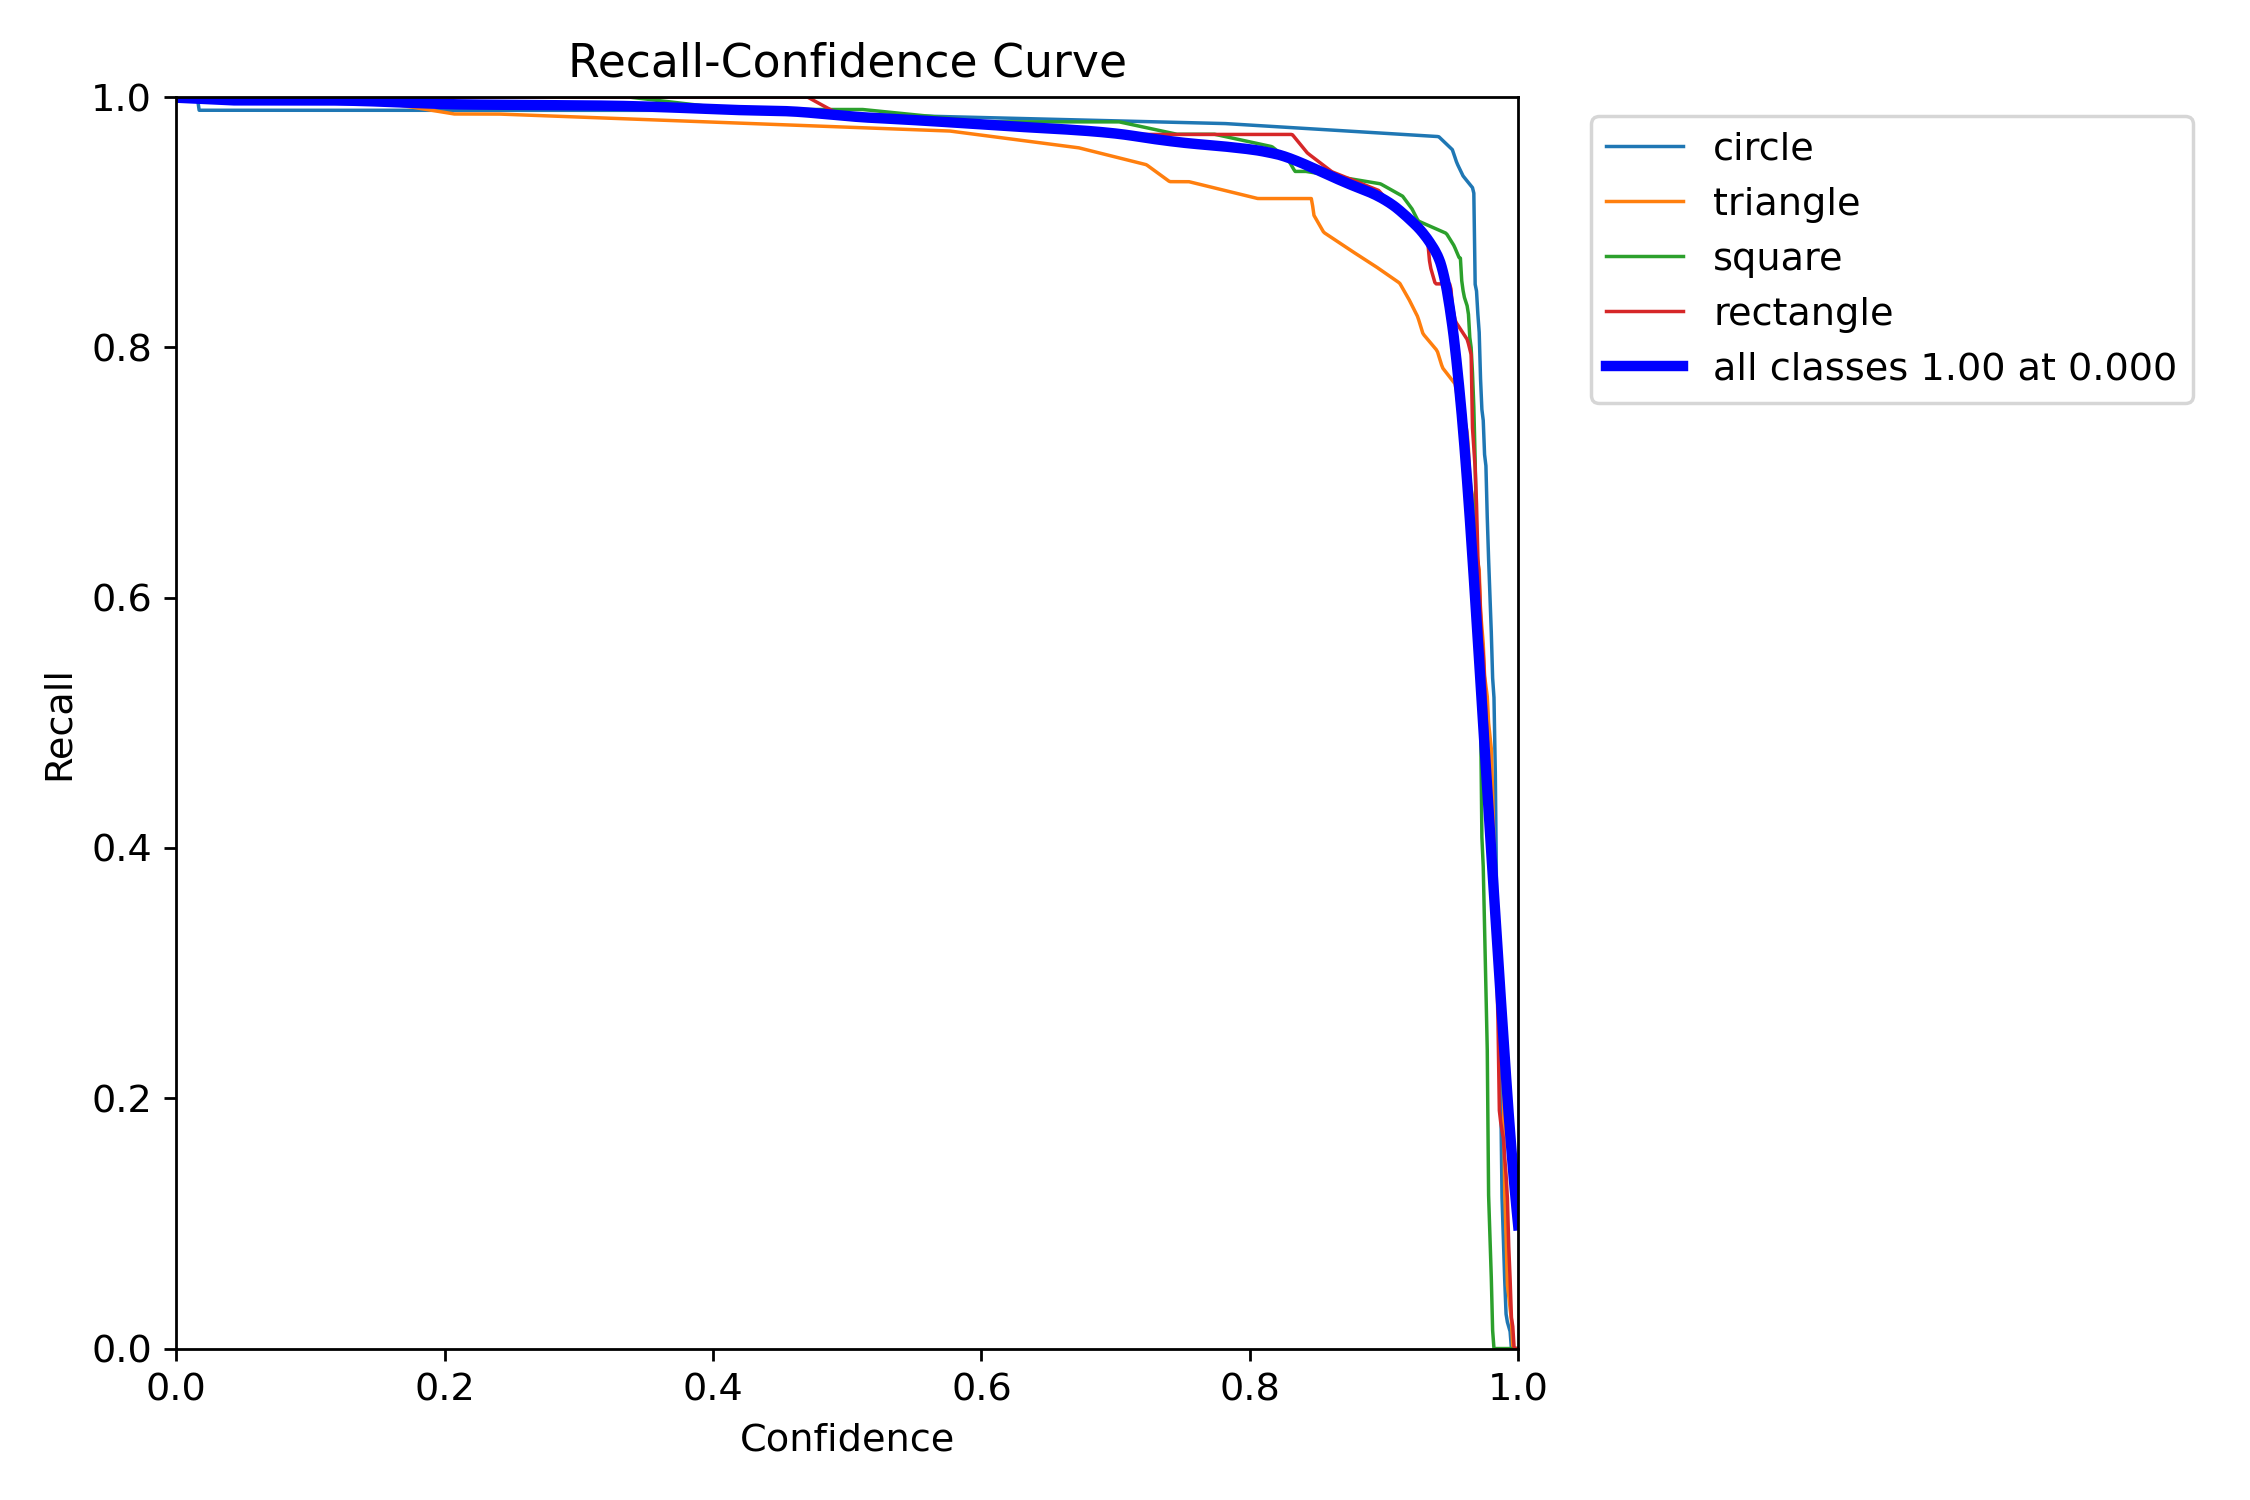 Recall-Confidence Curve
1.0
0.8
0.6
0.4
0.2
0.0
Recall
0.0 0.2 0.4 0.6 0.8 1.0
Confidence
circle
triangle
square
rectangle
all classes 1.00 at 0.000